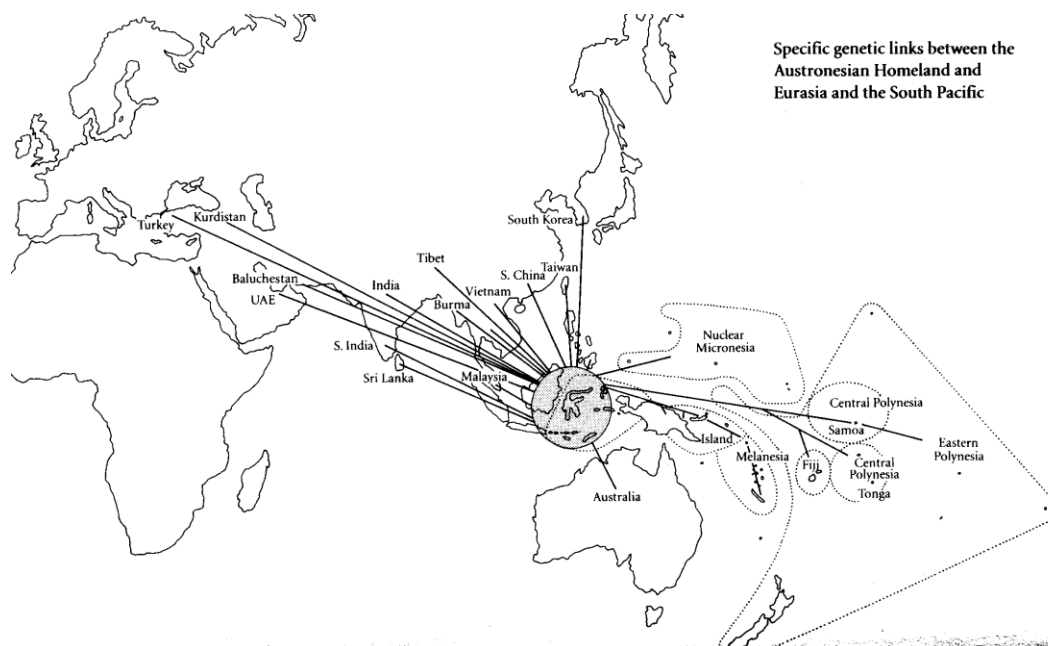 Specific genetic links between the
Austronesian Homeland and
Eurasia and the South Pacific
South Korea
Kurdistan
Turkey
Tibet
Taiwan
S. China
Baluchestan
India
Vietnam
UAE
Burma
Nuclear
Micronesia
S. India
Sri Lanka
Malaysia
Central Polynesia
Samoa
Island
Melanesia
Fiji
Central
Polynesia
Tonga
Eastern
Polynesia
Australia